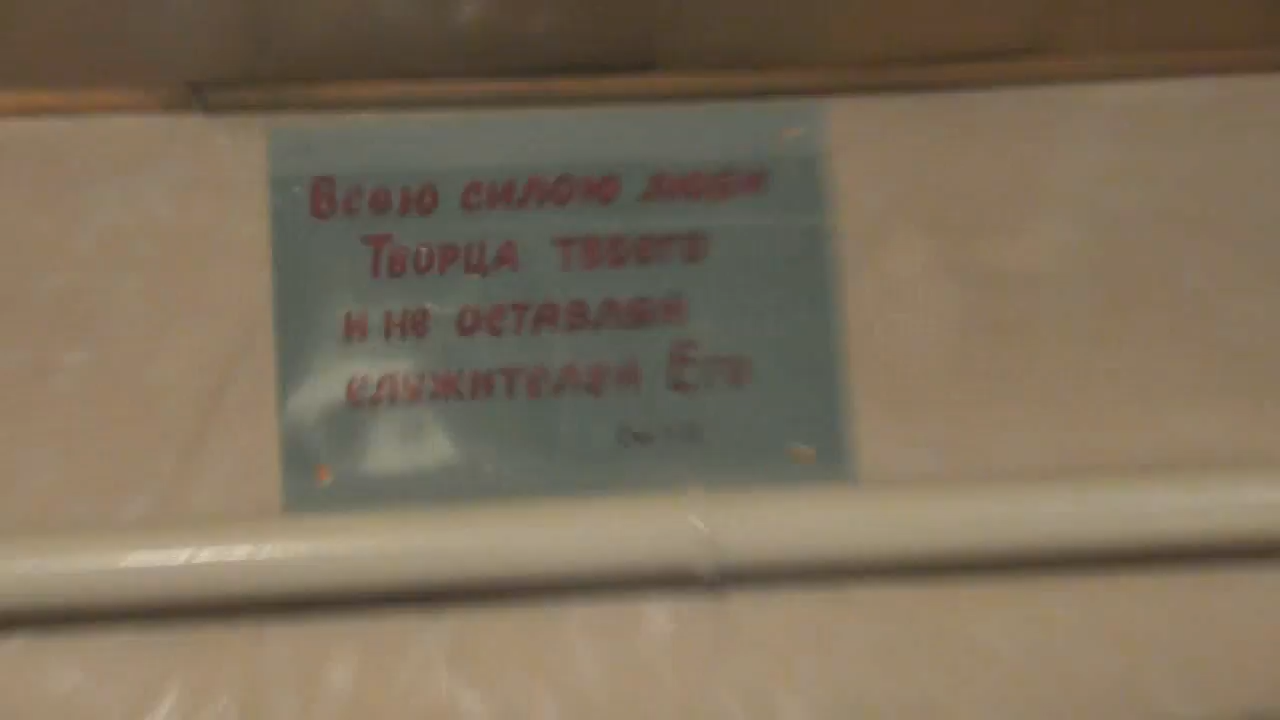 Всею силою люби
Творца твоего
и не оставляй
служителей Его